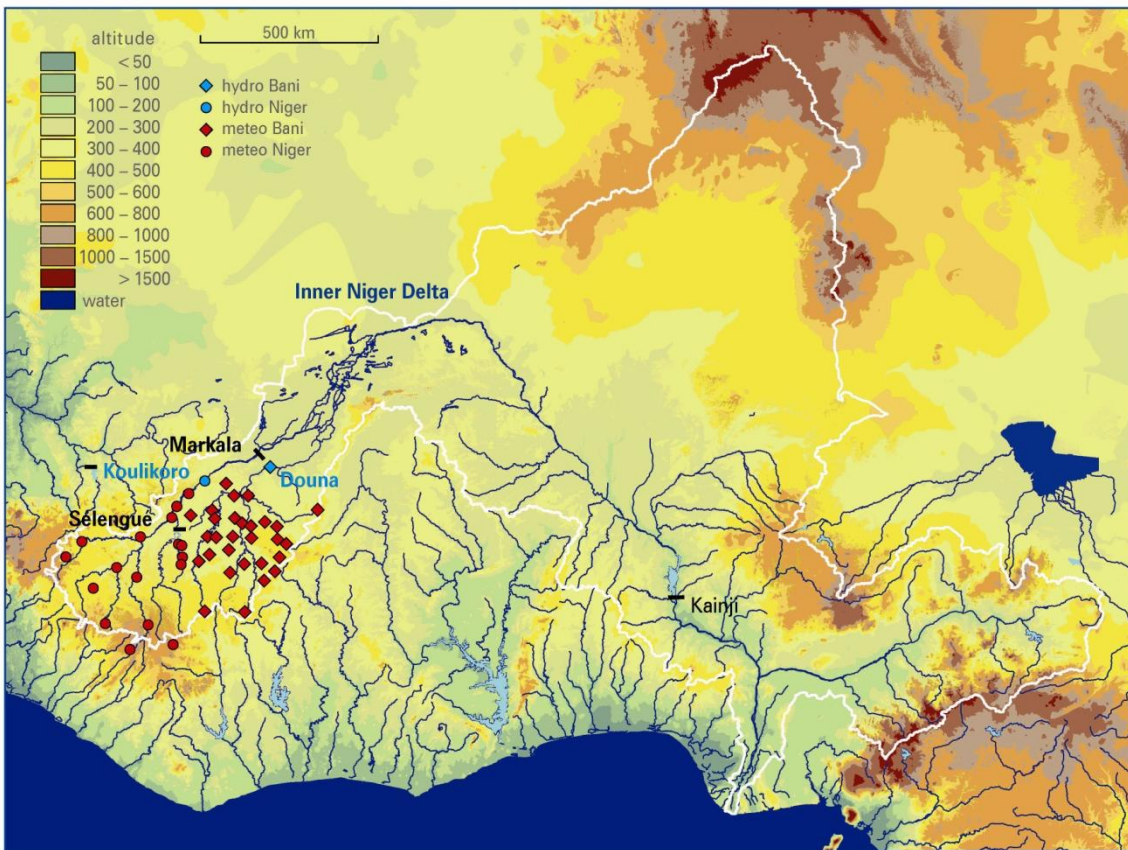 altitude
< 50
50 – 100
100 – 200
200 – 300
300 – 400
400 – 500
500 – 600
600 – 800
800 – 1000
1000 – 1500
> 1500
water
500 km
hydro Bani
hydro Niger
meteo Bani
meteo Niger
Inner Niger Delta
Markala
Koulikoro
Douna
Sélengue
Kainji